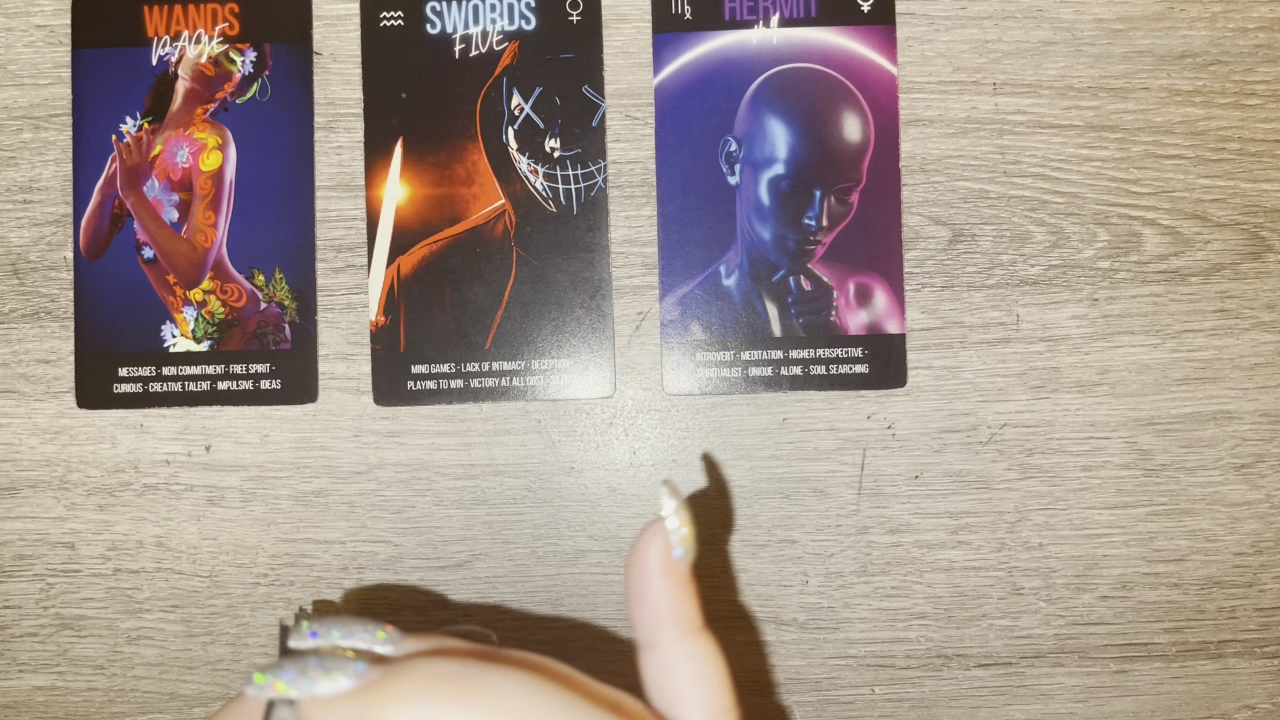 WANDS
PAGE
MESSAGES - NON COMMITMENT- FREE SPIRIT -
CURIOUS - CREATIVE TALENT - IMPULSIVE - IDEAS
SWORDS
FIVE
MIND GAMES - LACK OF INTIMACY - DECEPTION -
PLAYING TO WIN - VICTORY AT ALL COST -
HERMIT
#9
INTROVERT - MEDITATION - HIGHER PERSPECTIVE -
SPIRITUALIST - UNIQUE - ALONE - SOUL SEARCHING